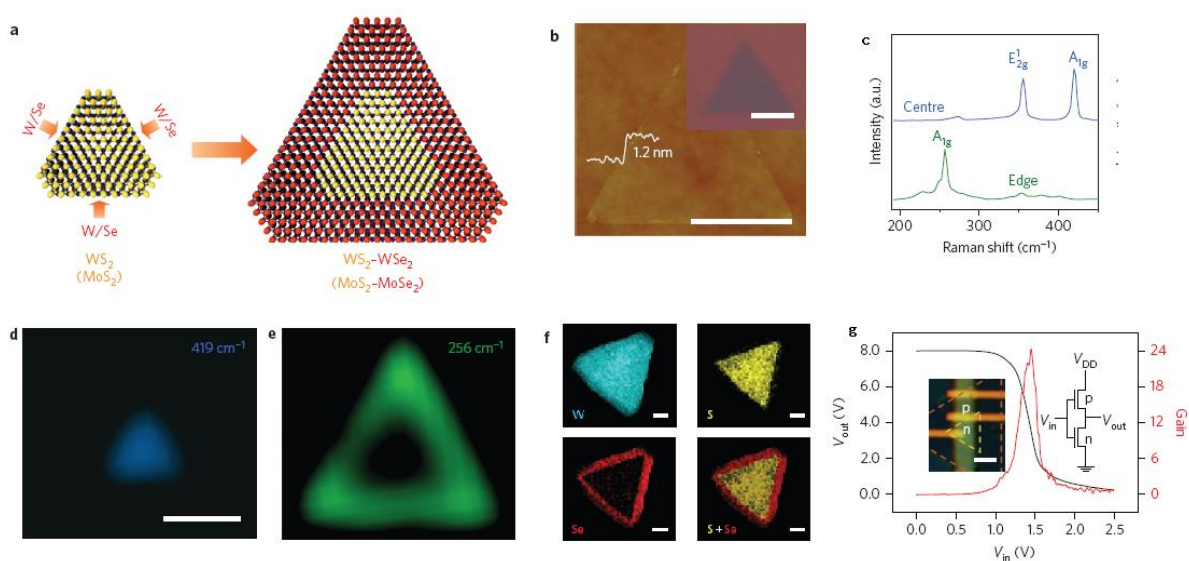 a
W/Se
W/Se
W/Se
WS₂
(MoS₂)
WS₂–WSe₂
(MoS₂–MoSe₂)
b
1.2 nm
c
Intensity (a.u.)
Centre
E¹₂g
A₁g
A₁g
Edge
200 300 400
Raman shift (cm⁻¹)
d
419 cm⁻¹
e
256 cm⁻¹
f
W
S
Se
S + Se
g
Vout (V)
8.0
6.0
4.0
2.0
0.0
p
n
VDD
p
Vin
Vout
n
24
18
12
6
0
Gain
0.0 0.5 1.0 1.5 2.0 2.5
Vin (V)